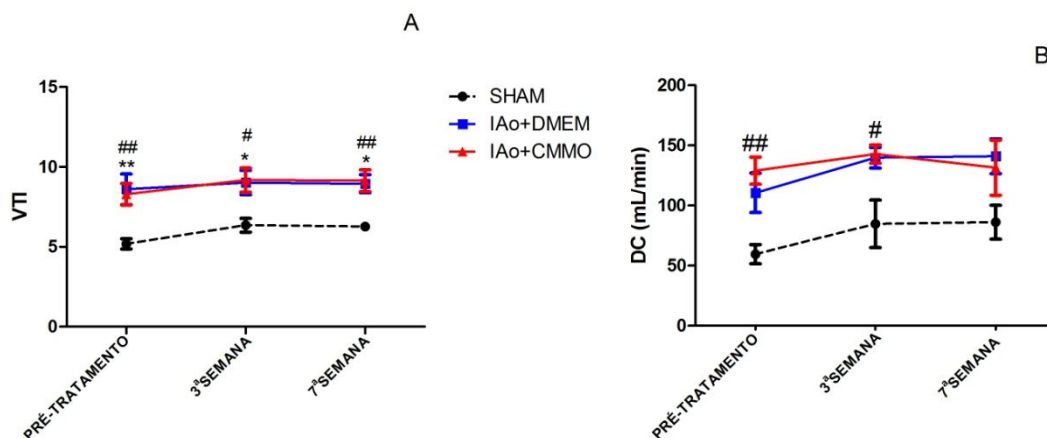 A
15
10
5
0
VTI
##
**
#
*
##
*
PRÉ-TRATAMENTO
3ªSEMANA
7ªSEMANA
SHAM
IAo+DMEM
IAo+CMMO
B
200
150
100
50
0
DC (mL/min)
##
#
PRÉ-TRATAMENTO
3ªSEMANA
7ªSEMANA